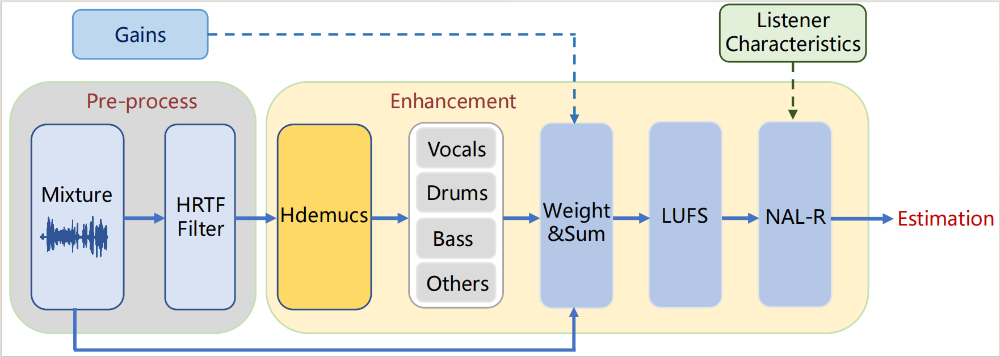 Gains
Listener
Characteristics
Pre-process
Enhancement
Mixture
HRTF
Filter
Hdemucs
Vocals
Drums
Bass
Others
Weight
&Sum
LUFS
NAL-R
Estimation